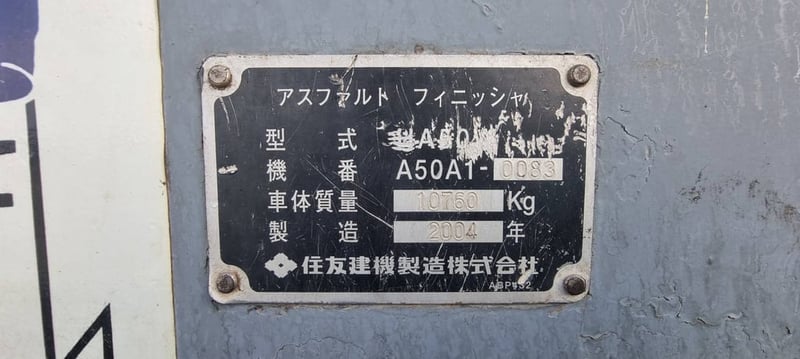 アスファルト フィニッシャ
型式
機番 A50A1-0083
車体質量 10760 Kg
製造 2004 年
住友建機製造株式会社